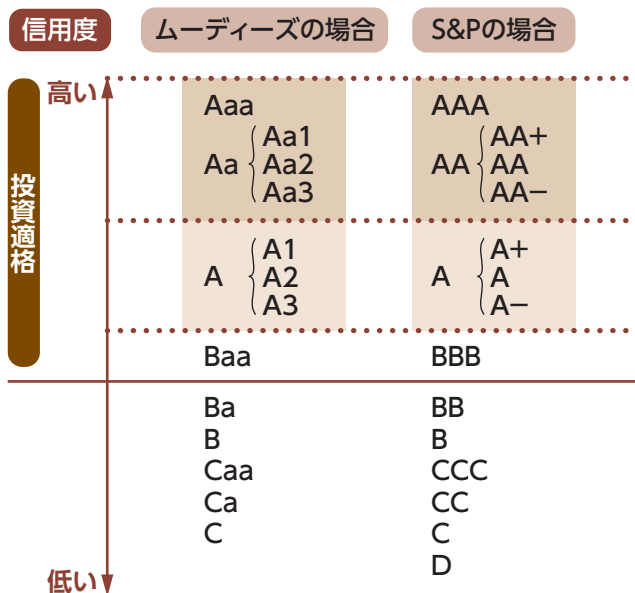 信用度 ムーディーズの場合 S&Pの場合
高い
投資適格
Aaa AAA
Aa1 AA+
Aa Aa2 AA AA
Aa3 AA−
A1 A+
A A2 A A
A3 A−
Baa BBB
Ba BB
B B
Caa CCC
Ca CC
C C
D
低い